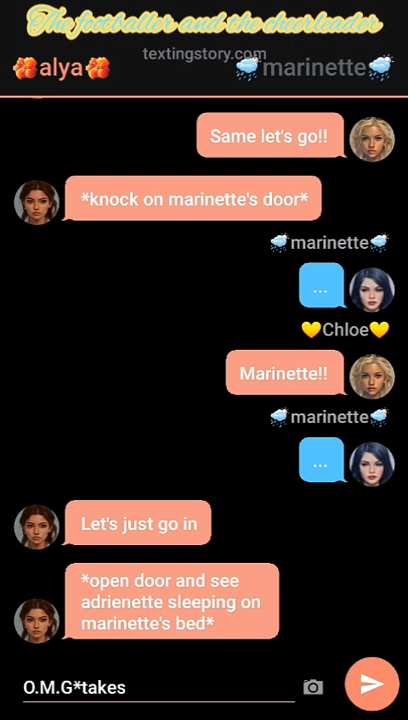 The footballer and the cheerleader
textingstory.com
🌺alya🌺
🌧️marinette🌧️
Same let's go!!
*knock on marinette's door*
🌧️marinette🌧️
...
💛Chloe💛
Marinette!!
🌧️marinette🌧️
...
Let's just go in
*open door and see
adrienette sleeping on
marinette's bed*
O.M.G*takes